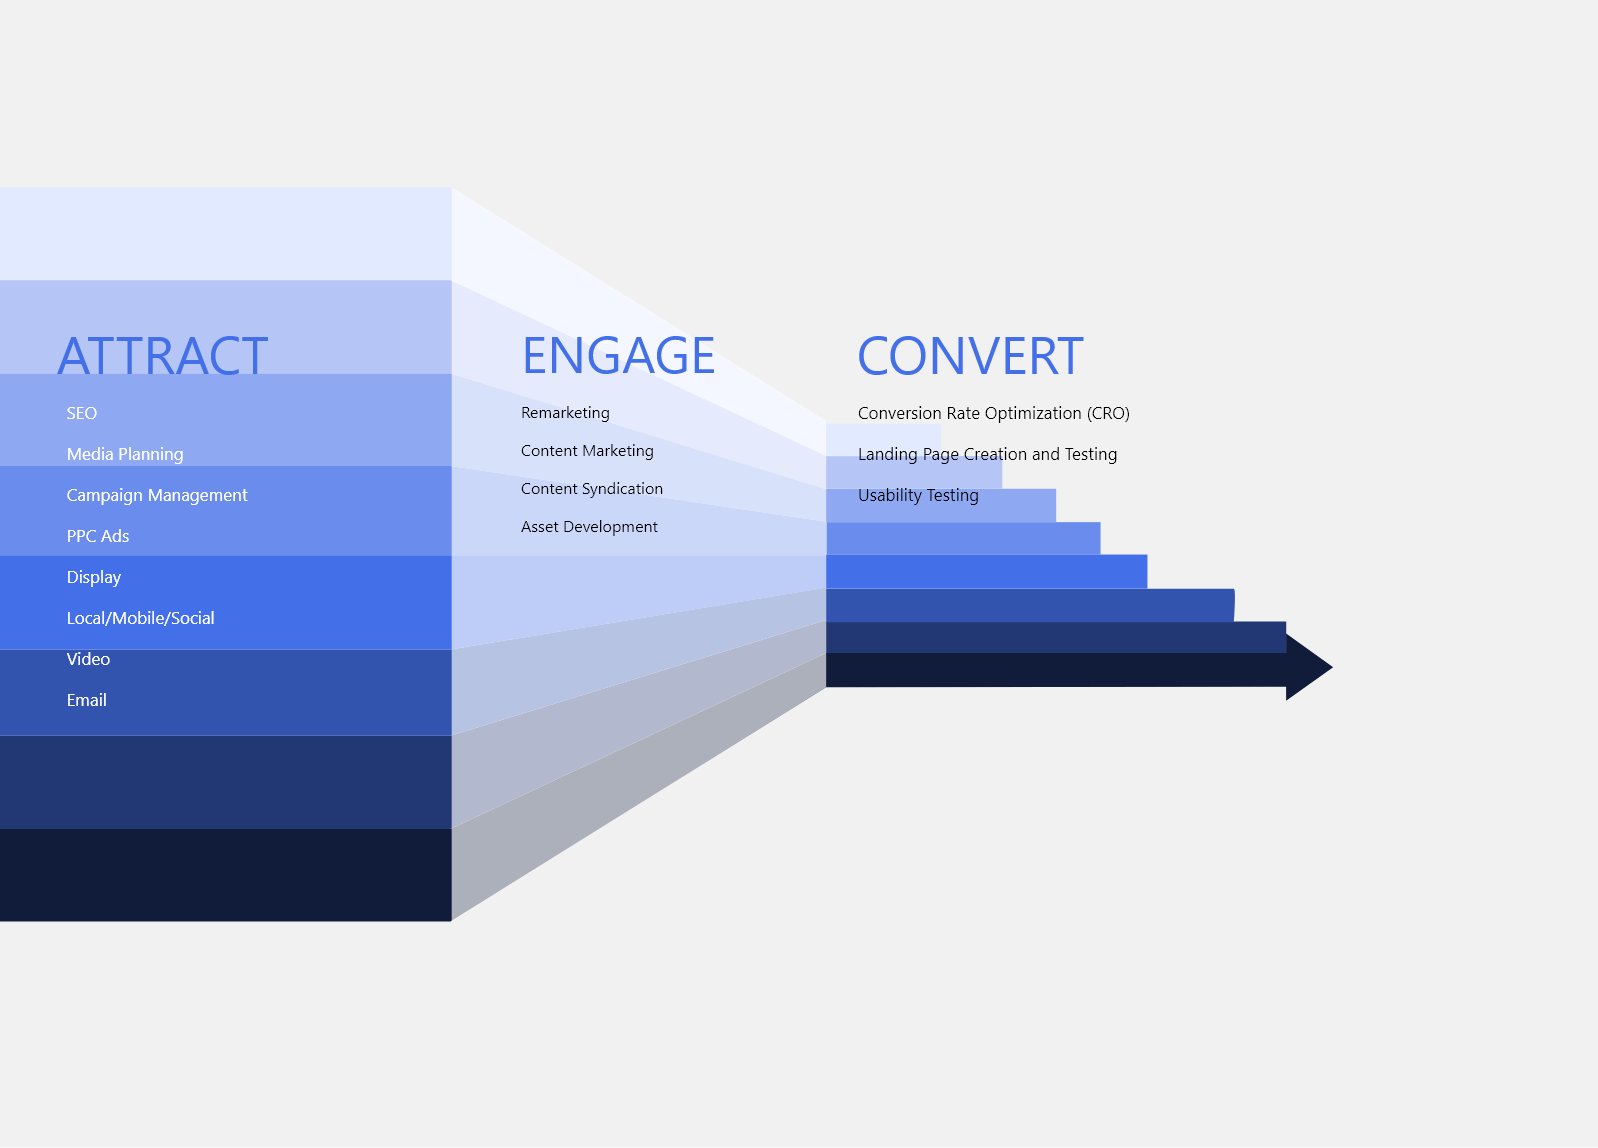 ATTRACT
SEO
Media Planning
Campaign Management
PPC Ads
Display
Local/Mobile/Social
Video
Email
ENGAGE
Remarketing
Content Marketing
Content Syndication
Asset Development
CONVERT
Conversion Rate Optimization (CRO)
Landing Page Creation and Testing
Usability Testing